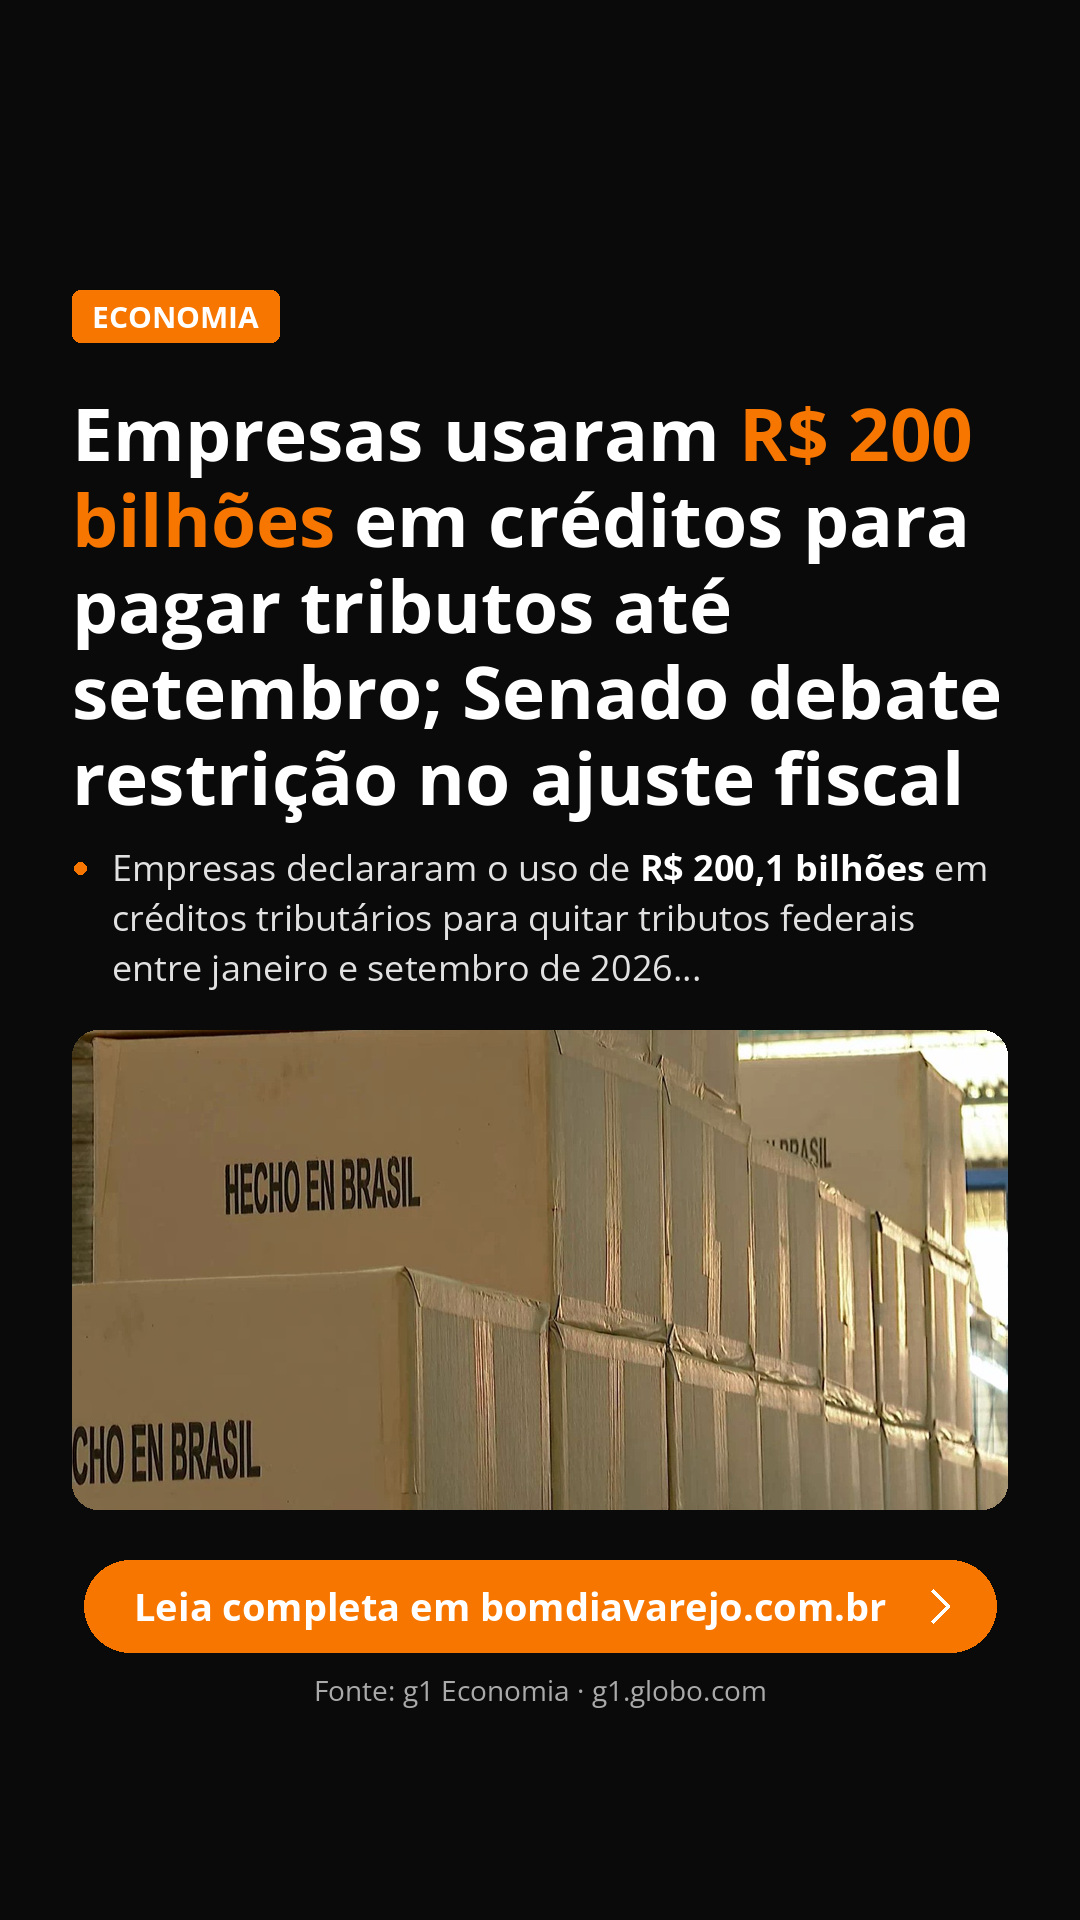 ECONOMIA
Empresas usaram R$ 200
bilhões em créditos para
pagar tributos até
setembro; Senado debate
restrição no ajuste fiscal
• Empresas declararam o uso de R$ 200,1 bilhões em
créditos tributários para quitar tributos federais
entre janeiro e setembro de 2026...
HECHO EN BRASIL
BRASIL
CHO EN BRASIL
Leia completa em bomdiavarejo.com.br
Fonte: g1 Economia · g1.globo.com